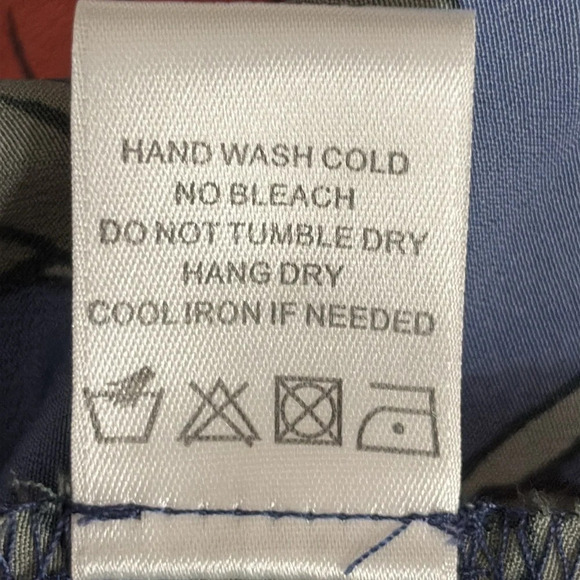 HAND WASH COLD
NO BLEACH
DO NOT TUMBLE DRY
HANG DRY
COOL IRON IF NEEDED